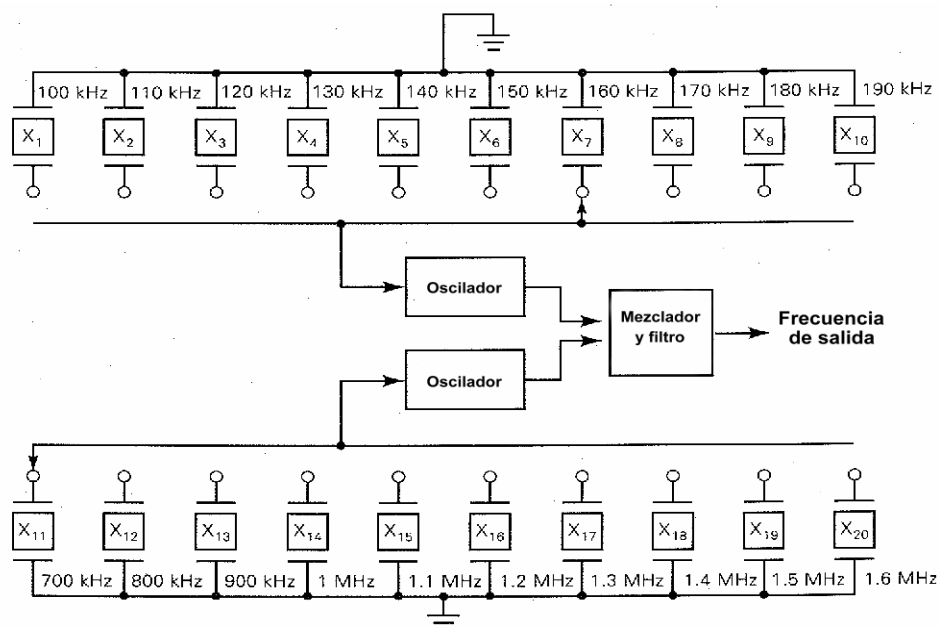 100 kHz 110 kHz 120 kHz 130 kHz 140 kHz 150 kHz 160 kHz 170 kHz 180 kHz 190 kHz
X1 X2 X3 X4 X5 X6 X7 X8 X9 X10
Oscilador
Mezclador
y filtro
Frecuencia
de salida
Oscilador
X11 X12 X13 X14 X15 X16 X17 X18 X19 X20
700 kHz 800 kHz 900 kHz 1 MHz 1.1 MHz 1.2 MHz 1.3 MHz 1.4 MHz 1.5 MHz 1.6 MHz